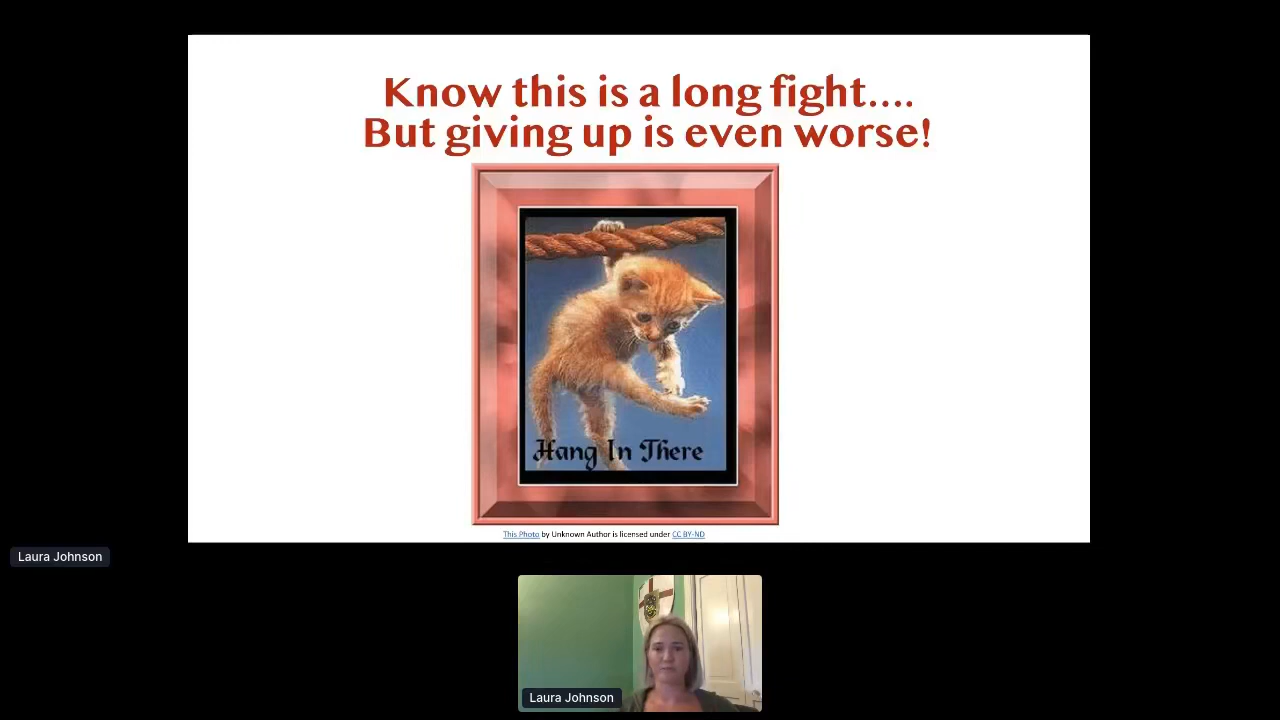 Know this is a long fight....
But giving up is even worse!
Hang In There
This Photo by Unknown Author is licensed under CC BY-ND
Laura Johnson
Laura Johnson